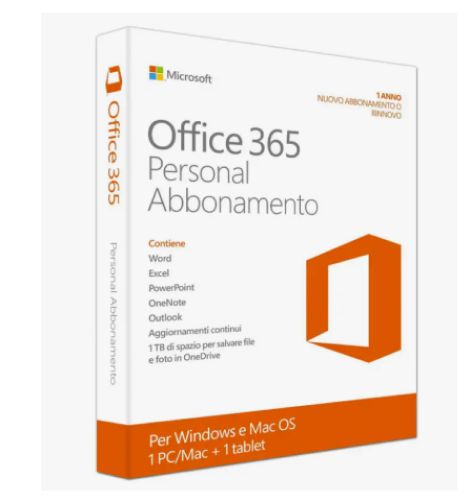 Microsoft
1 ANNO
NUOVO ABBONAMENTO O
RINNOVO
Office 365
Personal
Abbonamento
Contiene
Word
Excel
PowerPoint
OneNote
Outlook
Aggiornamenti continui
1 TB di spazio per salvare file
e foto in OneDrive
Per Windows e Mac OS
1 PC/Mac + 1 tablet
Office 365
Personal Abbonamento